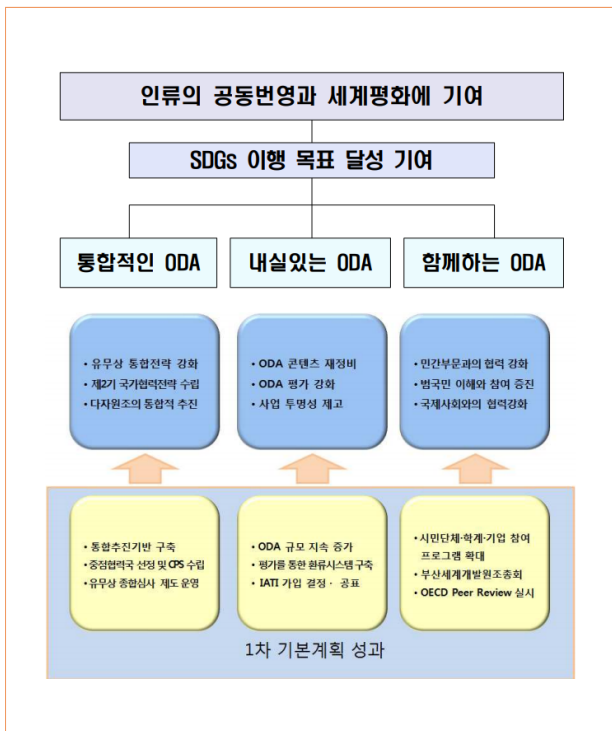 인류의 공동번영과 세계평화에 기여
SDGs 이행 목표 달성 기여
통합적인 ODA
내실있는 ODA
함께하는 ODA
• 유무상 통합전략 강화
• 제2기 국가협력전략 수립
• 다자원조의 통합적 추진
• ODA 콘텐츠 재정비
• ODA 평가 강화
• 사업 투명성 제고
• 민간부문과의 협력 강화
• 범국민 이해와 참여 증진
• 국제사회와의 협력강화
• 통합추진기반 구축
• 중점협력국 선정 및 CPS 수립
• 유무상 종합심사 제도 운영
• ODA 규모 지속 증가
• 평가를 통한 환류시스템 구축
• IATI 가입 결정 · 공표
• 시민단체·학계·기업 참여
프로그램 확대
• 부산세계개발원조총회
• OECD Peer Review 실시
1차 기본계획 성과